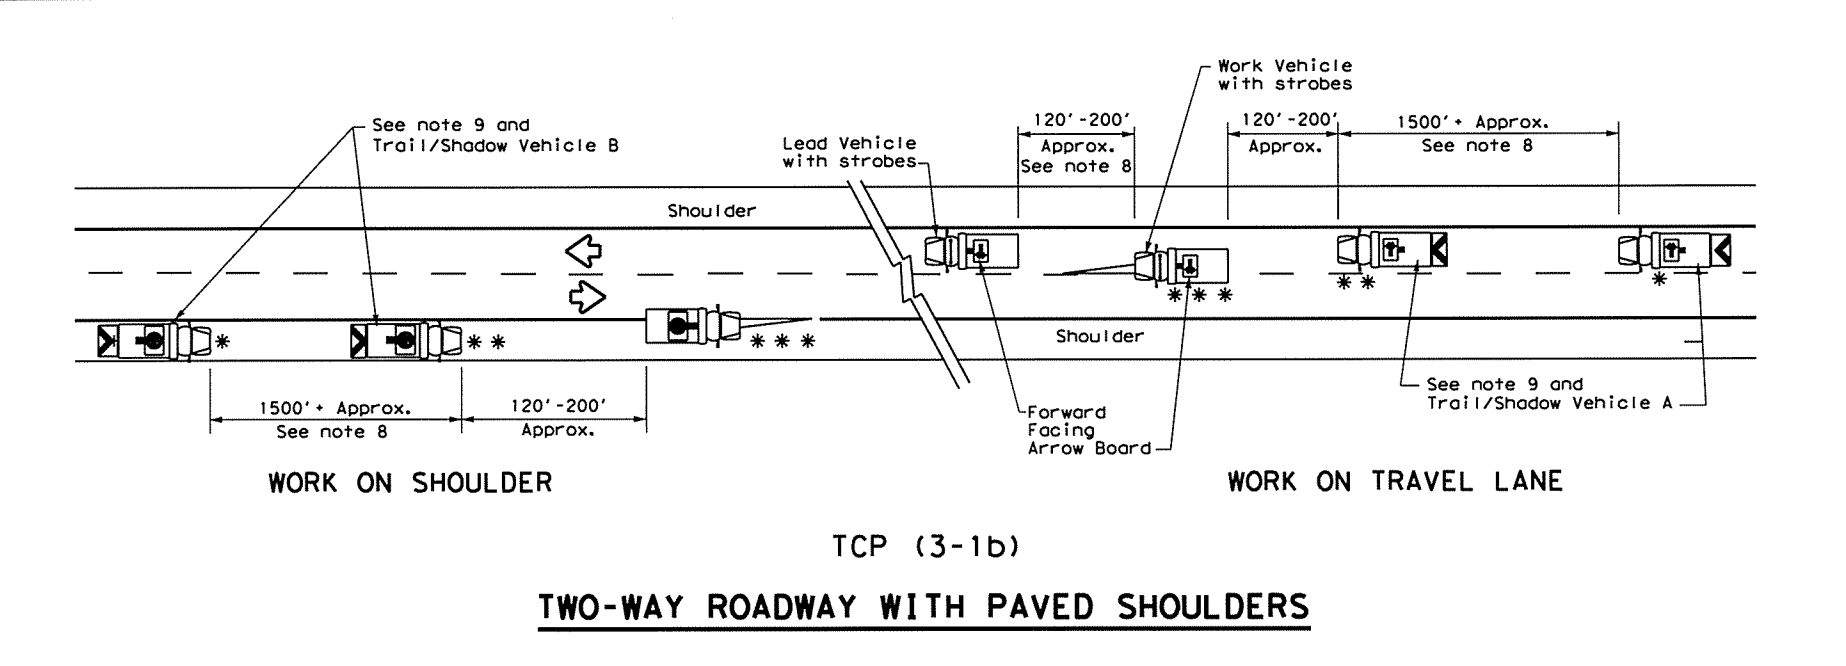 Work Vehicle
with strobes
See note 9 and
Trail/Shadow Vehicle B
Lead Vehicle
with strobes
120'-200'
Approx.
See note 8
120'-200'
Approx.
1500'+ Approx.
See note 8
Shoulder
Shoulder
*
* *
* * *
* * *
* *
*
1500'+ Approx.
See note 8
120'-200'
Approx.
Forward
Facing
Arrow Board
See note 9 and
Trail/Shadow Vehicle A
WORK ON SHOULDER
WORK ON TRAVEL LANE
TCP (3-1b)
TWO-WAY ROADWAY WITH PAVED SHOULDERS